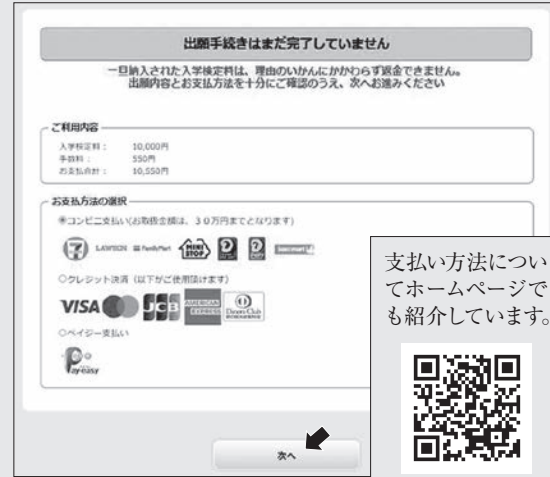 出願手続きはまだ完了していません
一旦納入された入学検定料は、理由のいかんにかかわらず返金できません。
出願内容とお支払方法を十分にご確認のうえ、次へお進みください
ご利用内容
入学検定料： 10,000円
手数料： 550円
お支払合計： 10,550円
お支払方法の選択
◉コンビニ支払い(お取扱金額は、３０万円までとなります)
LAWSON FamilyMart MINI STOP
○クレジット決済（以下がご使用頂けます）
VISA JCB AMERICAN EXPRESS Diners Club
○ペイジー支払い
Pay-easy
次へ
支払い方法につい
てホームページで
も紹介しています。